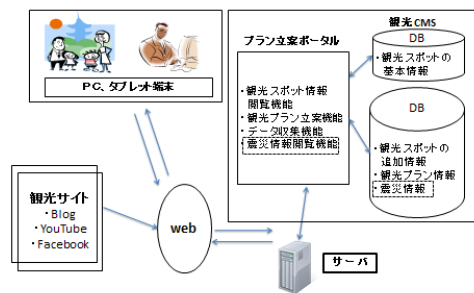 観光CMS
プラン立案ポータル
DB
・観光スポットの
基本情報
・観光スポット情報
閲覧機能
・観光プラン立案機能
・データ収集機能
・震災情報閲覧機能
DB
・観光スポットの
追加情報
・観光プラン情報
・震災情報
PC、タブレット端末
観光サイト
・Blog
・YouTube
・Facebook
web
サーバ